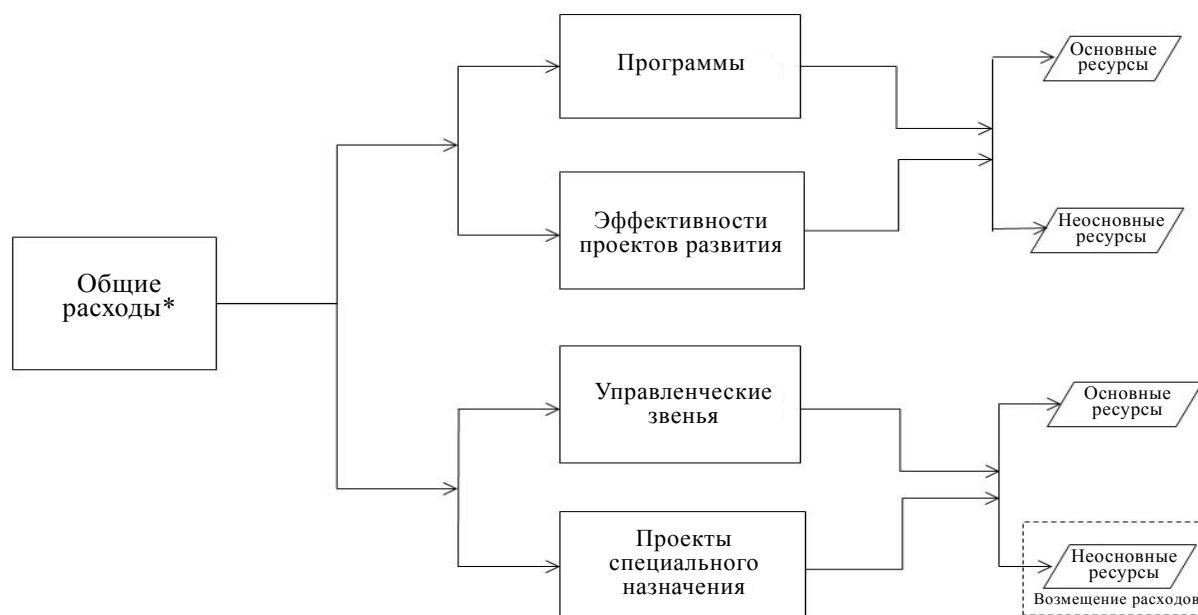 Программы
Основные
ресурсы
Эффективности
проектов развития
Неосновные
ресурсы
Общие
расходы*
Управленческие
звенья
Основные
ресурсы
Проекты
специального
назначения
Неосновные
ресурсы
Возмещение расходов